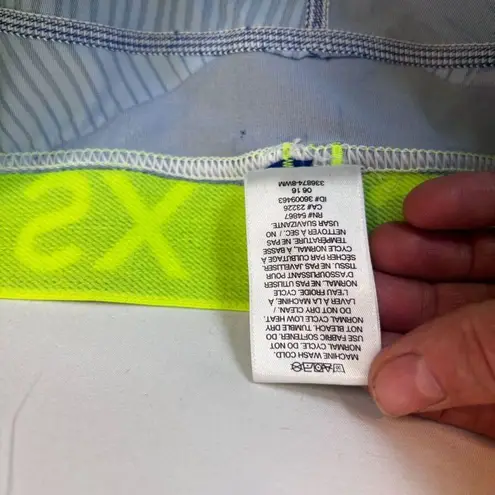 MACHINE WASH COLD.
NORMAL CYCLE. DO NOT
USE FABRIC SOFTENER. DO
NOT BLEACH. TUMBLE DRY
NORMAL CYCLE LOW HEAT.
DO NOT DRY CLEAN. /
LAVER À LA MACHINE, À
L'EAU FROIDE, CYCLE
NORMAL. NE PAS UTILISER
D'ASSOUPLISSANT POUR
TISSU. NE PAS JAVELLISER.
SÉCHER PAR CULBUTAGE À
CYCLE NORMAL À BASSE
TEMPÉRATURE. NE PAS
NETTOYER À SEC. / NO
USAR SUAVIZANTE.
RN# 54867
CA# 23225
ID# 36009463
06 16
336874-BWM